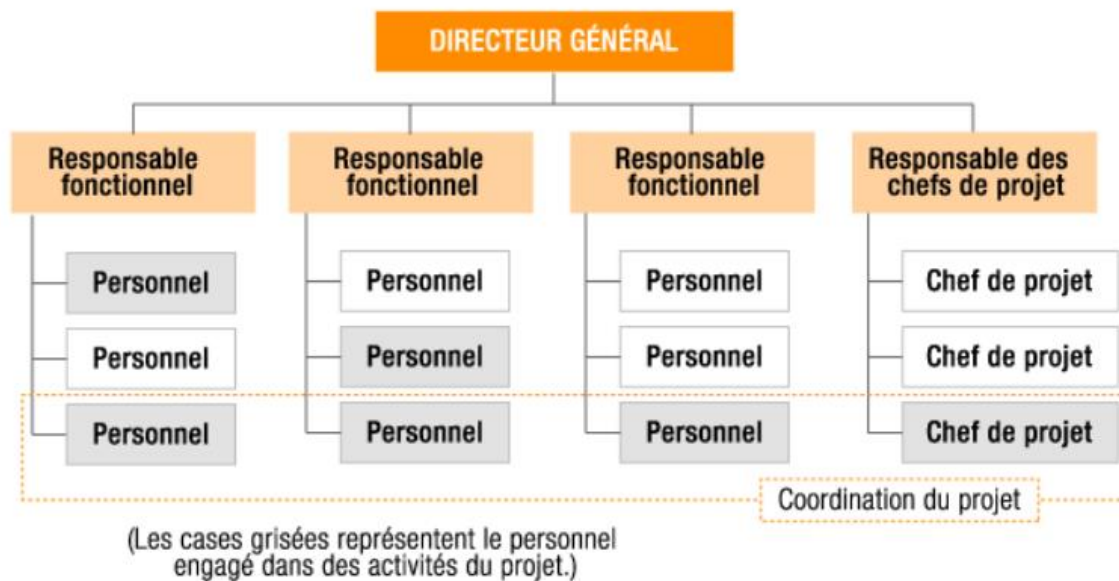 DIRECTEUR GÉNÉRAL
Responsable
fonctionnel
Responsable
fonctionnel
Responsable
fonctionnel
Responsable des
chefs de projet
Personnel
Personnel
Personnel
Chef de projet
Personnel
Personnel
Personnel
Chef de projet
Personnel
Personnel
Personnel
Chef de projet
Coordination du projet
(Les cases grisées représentent le personnel
engagé dans des activités du projet.)